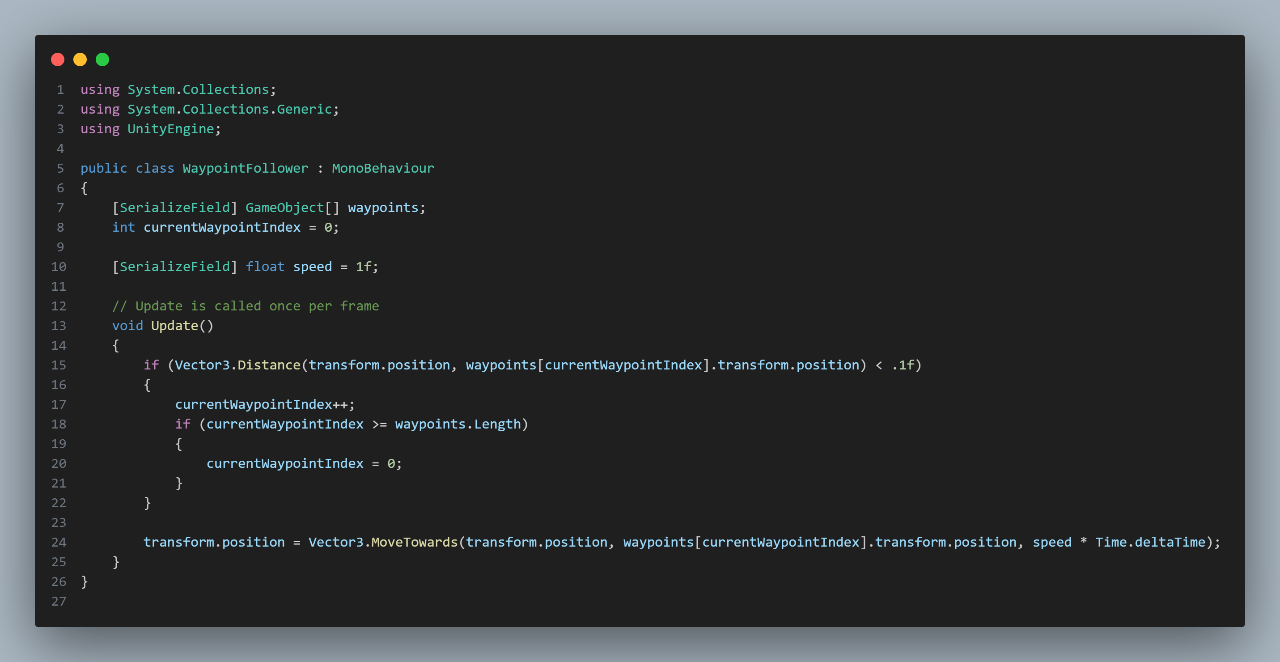 1 using System.Collections;
2 using System.Collections.Generic;
3 using UnityEngine;
4
5 public class WaypointFollower : MonoBehaviour
6 {
7     [SerializeField] GameObject[] waypoints;
8     int currentWaypointIndex = 0;
9
10     [SerializeField] float speed = 1f;
11
12     // Update is called once per frame
13     void Update()
14     {
15         if (Vector3.Distance(transform.position, waypoints[currentWaypointIndex].transform.position) < .1f)
16         {
17             currentWaypointIndex++;
18             if (currentWaypointIndex >= waypoints.Length)
19             {
20                 currentWaypointIndex = 0;
21             }
22         }
23
24         transform.position = Vector3.MoveTowards(transform.position, waypoints[currentWaypointIndex].transform.position, speed * Time.deltaTime);
25     }
26 }
27